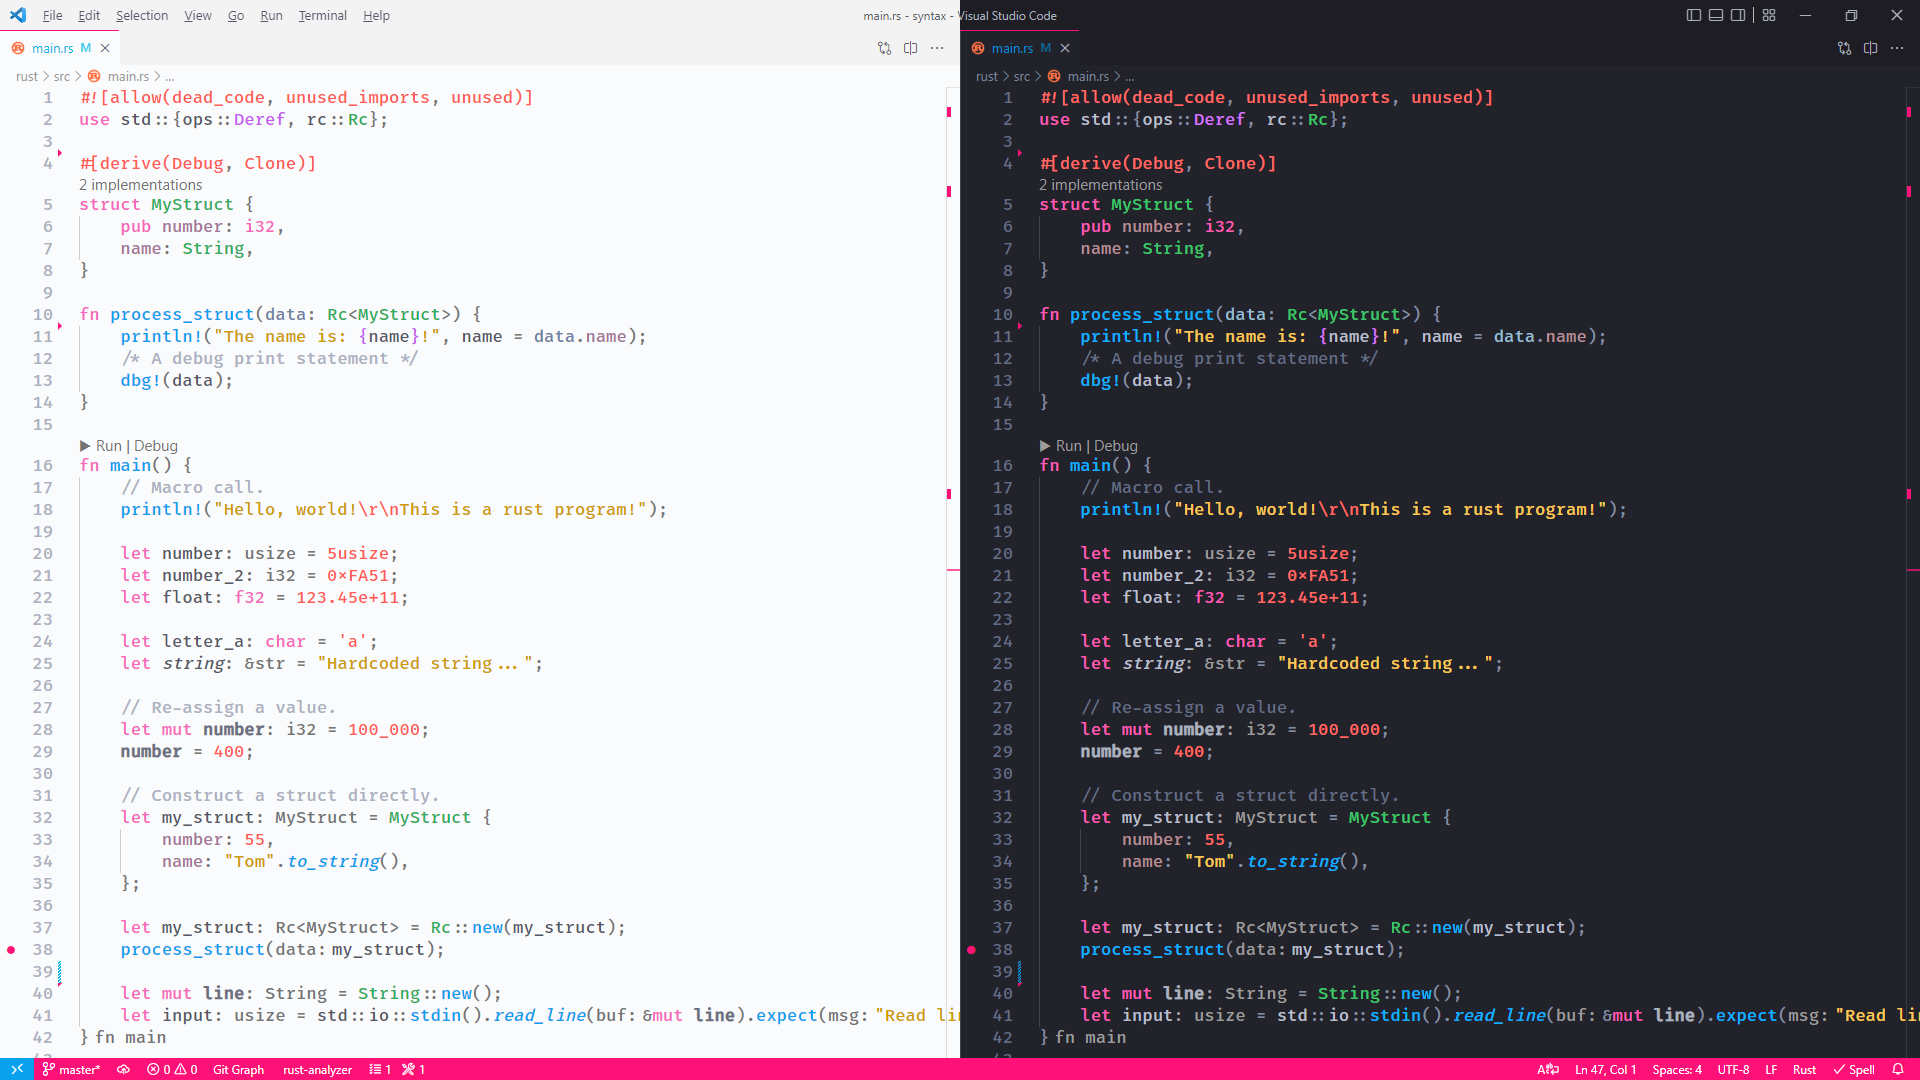 File Edit Selection View Go Run Terminal Help
main.rs - syntax - Visual Studio Code
main.rs M
rust > src > main.rs > ...
1 #![allow(dead_code, unused_imports, unused)]
2 use std::{ops::Deref, rc::Rc};
3
4 #[derive(Debug, Clone)]
2 implementations
5 struct MyStruct {
6 pub number: i32,
7 name: String,
8 }
9
10 fn process_struct(data: Rc<MyStruct>) {
11 println!("The name is: {name}!", name = data.name);
12 /* A debug print statement */
13 dbg!(data);
14 }
15
Run | Debug
16 fn main() {
17 // Macro call.
18 println!("Hello, world!\r\nThis is a rust program!");
19
20 let number: usize = 5usize;
21 let number_2: i32 = 0×FA51;
22 let float: f32 = 123.45e+11;
23
24 let letter_a: char = 'a';
25 let string: &str = "Hardcoded string...";
26
27 // Re-assign a value.
28 let mut number: i32 = 100_000;
29 number = 400;
30
31 // Construct a struct directly.
32 let my_struct: MyStruct = MyStruct {
33 number: 55,
34 name: "Tom".to_string(),
35 };
36
37 let my_struct: Rc<MyStruct> = Rc::new(my_struct);
38 process_struct(data: my_struct);
39
40 let mut line: String = String::new();
41 let input: usize = std::io::stdin().read_line(buf: &mut line).expect(msg: "Read
42 } fn main
main.rs M
rust > src > main.rs > ...
1 #![allow(dead_code, unused_imports, unused)]
2 use std::{ops::Deref, rc::Rc};
3
4 #[derive(Debug, Clone)]
2 implementations
5 struct MyStruct {
6 pub number: i32,
7 name: String,
8 }
9
10 fn process_struct(data: Rc<MyStruct>) {
11 println!("The name is: {name}!", name = data.name);
12 /* A debug print statement */
13 dbg!(data);
14 }
15
Run | Debug
16 fn main() {
17 // Macro call.
18 println!("Hello, world!\r\nThis is a rust program!");
19
20 let number: usize = 5usize;
21 let number_2: i32 = 0×FA51;
22 let float: f32 = 123.45e+11;
23
24 let letter_a: char = 'a';
25 let string: &str = "Hardcoded string...";
26
27 // Re-assign a value.
28 let mut number: i32 = 100_000;
29 number = 400;
30
31 // Construct a struct directly.
32 let my_struct: MyStruct = MyStruct {
33 number: 55,
34 name: "Tom".to_string(),
35 };
36
37 let my_struct: Rc<MyStruct> = Rc::new(my_struct);
38 process_struct(data: my_struct);
39
40 let mut line: String = String::new();
41 let input: usize = std::io::stdin().read_line(buf: &mut line).expect(msg: "Read
42 } fn main
master* 0 0 Git Graph rust-analyzer 1 1 Ln 47, Col 1 Spaces: 4 UTF-8 LF Rust Spell